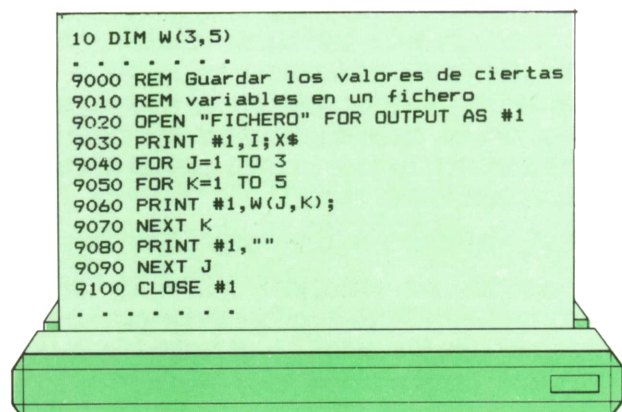 10 DIM W(3,5)
. . . . . . .
9000 REM Guardar los valores de ciertas
9010 REM variables en un fichero
9020 OPEN "FICHERO" FOR OUTPUT AS #1
9030 PRINT #1,I;X$
9040 FOR J=1 TO 3
9050 FOR K=1 TO 5
9060 PRINT #1,W(J,K);
9070 NEXT K
9080 PRINT #1,""
9090 NEXT J
9100 CLOSE #1
. . . . . . .